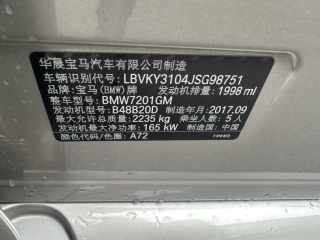 华晨宝马汽车有限公司制造
车辆识别代号: LBVKY3104JSG98751
品牌: 宝马(BMW)牌 发动机排量: 1998 ml
整车型号: BMW7201GM
发动机型号: B48B20D 制造年月: 2017.09
最大允许总质量: 2235 kg 乘坐人数: 5人
发动机最大净功率: 165 kW 制造国: 中国
颜色代码/色圈: A72